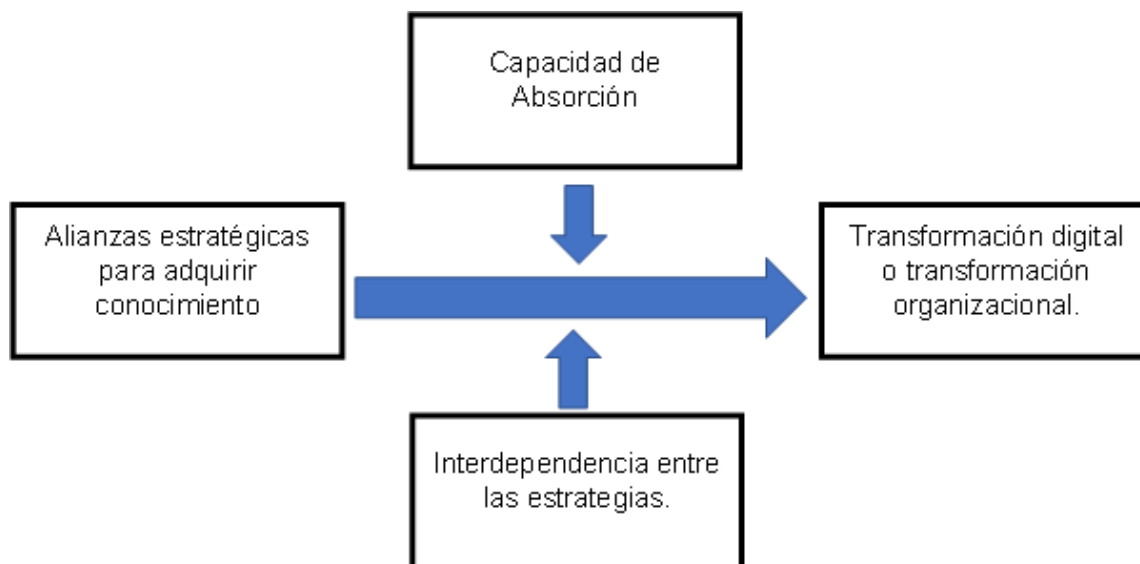 Capacidad de
Absorción
Alianzas estratégicas
para adquirir
conocimiento
Transformación digital
o transformación
organizacional.
Interdependencia entre
las estrategias.